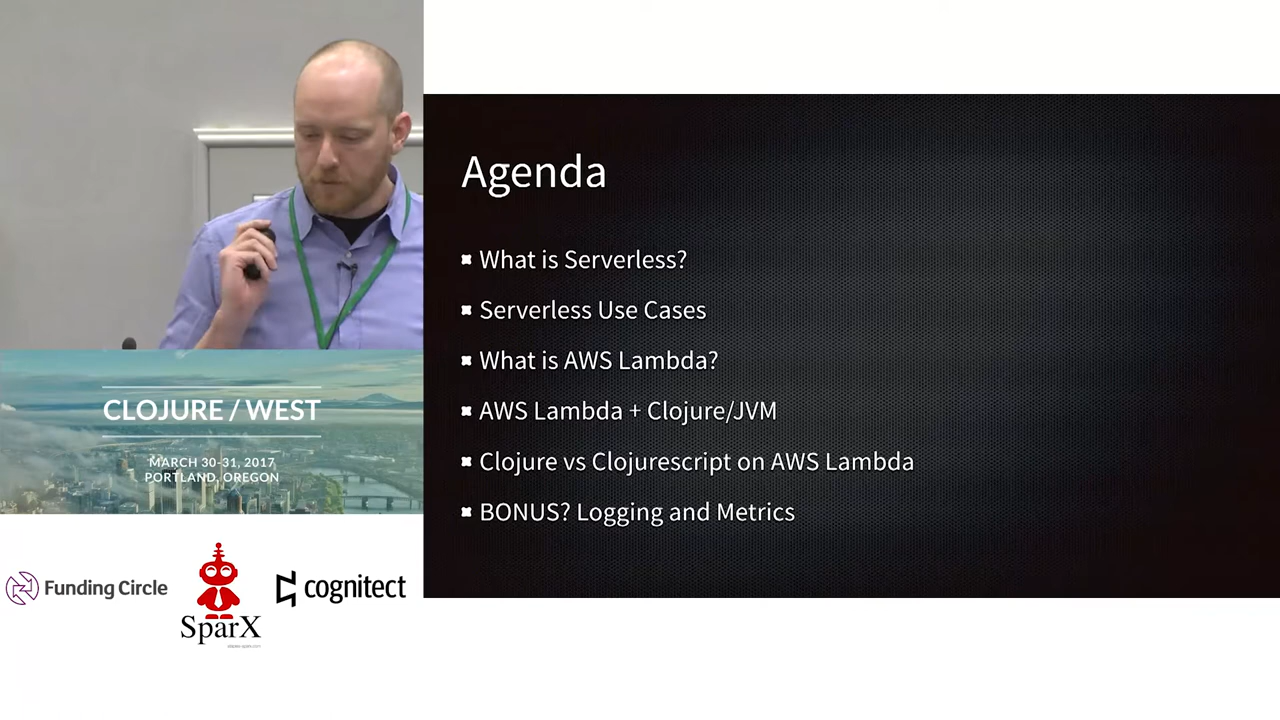 Agenda
What is Serverless?
Serverless Use Cases
What is AWS Lambda?
AWS Lambda + Clojure/JVM
Clojure vs Clojurescript on AWS Lambda
BONUS? Logging and Metrics
CLOJURE / WEST
MARCH 30-31, 2017
PORTLAND, OREGON
Funding Circle
SparX
cognitect